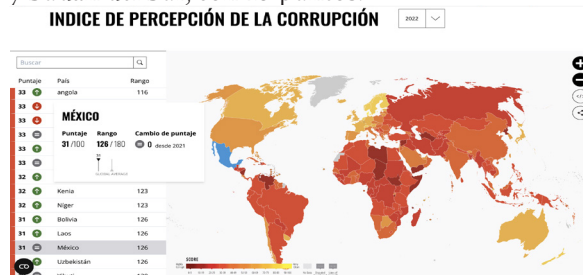 INDICE DE PERCEPCIÓN DE LA CORRUPCIÓN
2022
Buscar
Puntaje País Rango
33 angola 116
33
33
33
33
32
MÉXICO
Puntaje Rango Cambio de puntaje
31 /100 126 / 180 0 desde 2021
32 Kenia 123
32 Níger 123
31 Bolivia 126
31 Laos 126
31 México 126
31 Uzbekistán 126
SCORE